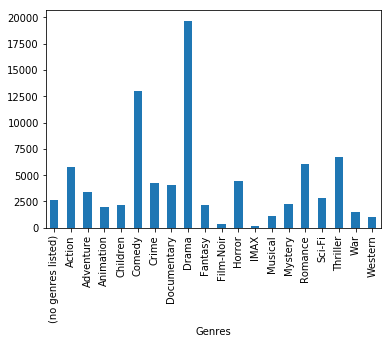 20000
17500
15000
12500
10000
7500
5000
2500
0
(no genres listed)
Action
Adventure
Animation
Children
Comedy
Crime
Documentary
Drama
Fantasy
Film-Noir
Horror
IMAX
Musical
Mystery
Romance
Sci-Fi
Thriller
War
Western
Genres